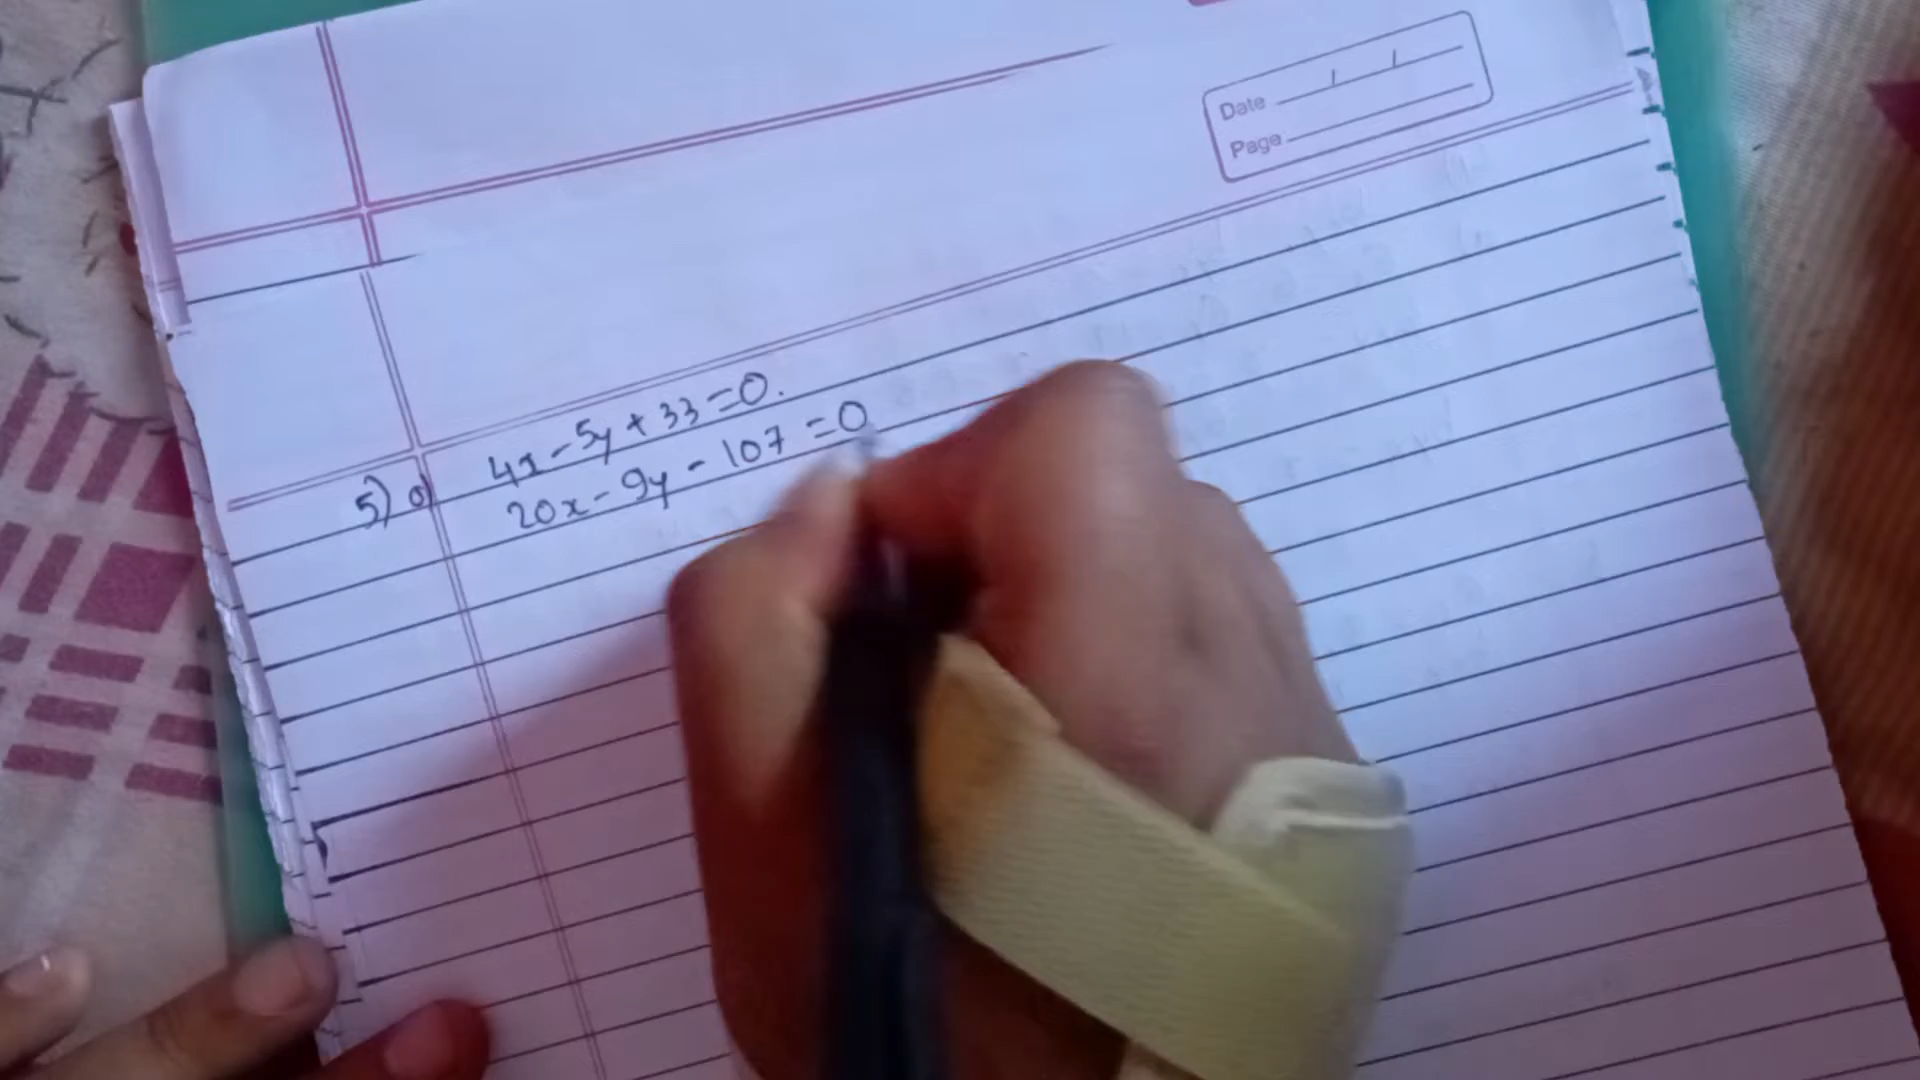 Date
Page
5) a) 4x - 5y + 33 = 0.
20x - 9y - 107 = 0